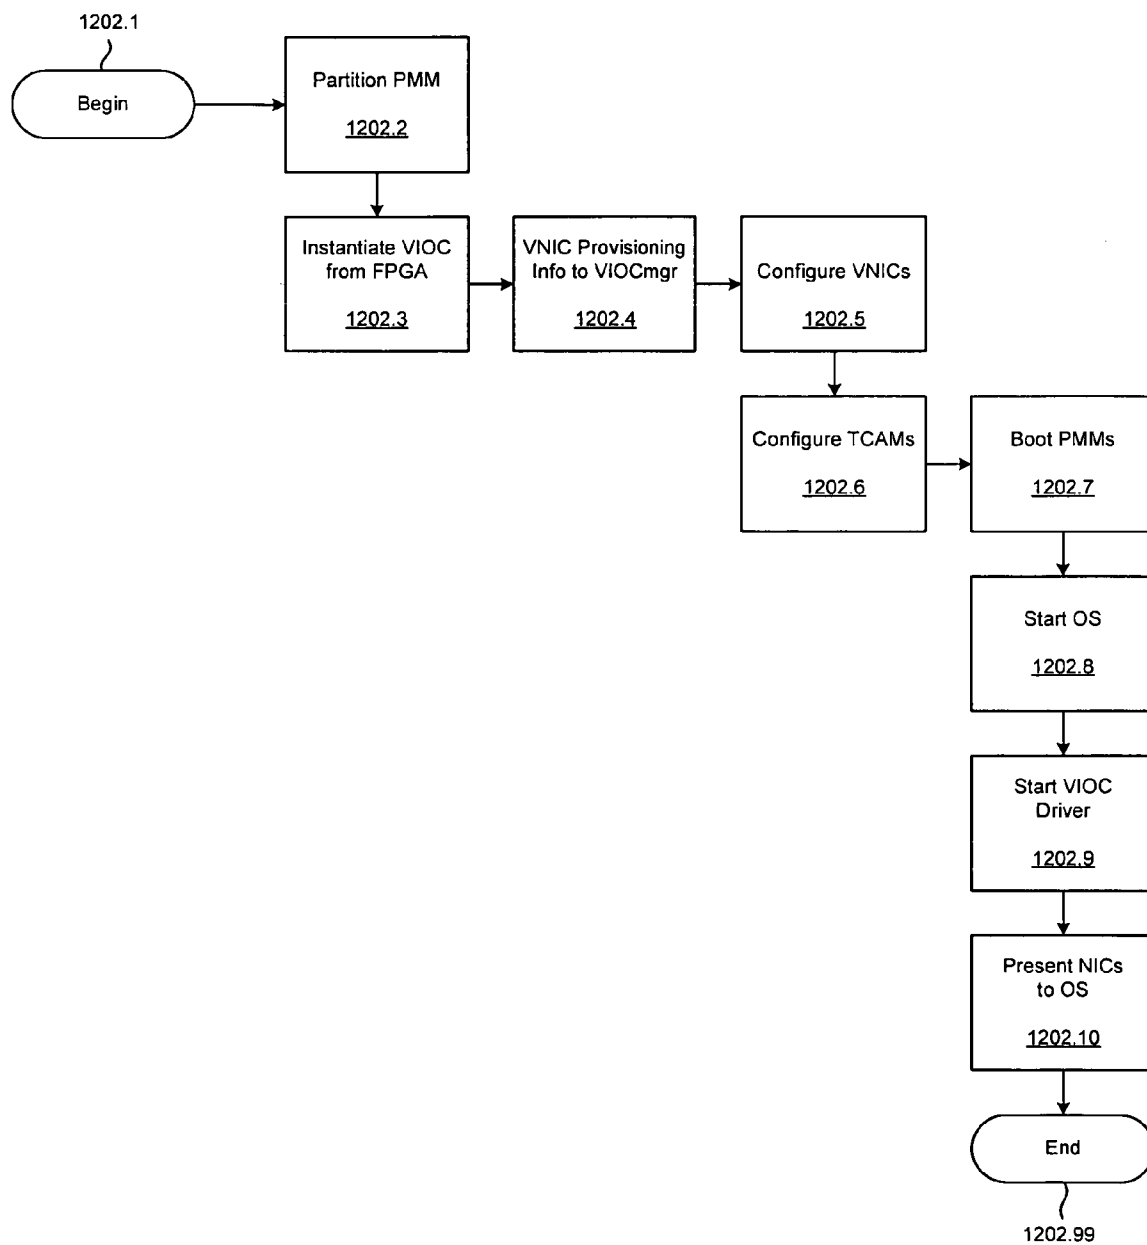 1202.1
Begin
Partition PMM
1202.2
Instantiate VIOC
from FPGA
1202.3
VNIC Provisioning
Info to VIOCmgr
1202.4
Configure VNICs
1202.5
Configure TCAMs
1202.6
Boot PMMs
1202.7
Start OS
1202.8
Start VIOC
Driver
1202.9
Present NICs
to OS
1202.10
End
1202.99